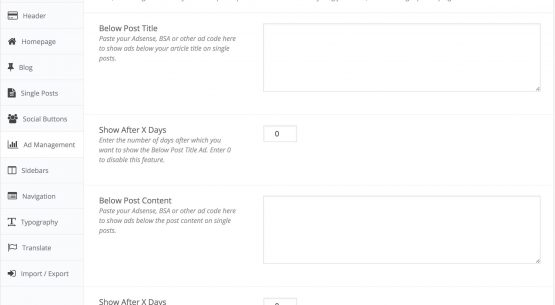 Header
Homepage
Blog
Single Posts
Social Buttons
Ad Management
Sidebars
Navigation
Typography
Translate
Import / Export
Below Post Title
Paste your Adsense, BSA or other ad code here
to show ads below your article title on single
posts.
Show After X Days
Enter the number of days after which you
want to show the Below Post Title Ad. Enter 0
to disable this feature.
0
Below Post Content
Paste your Adsense, BSA or other ad code here
to show ads below the post content on single
posts.
Show After X Days